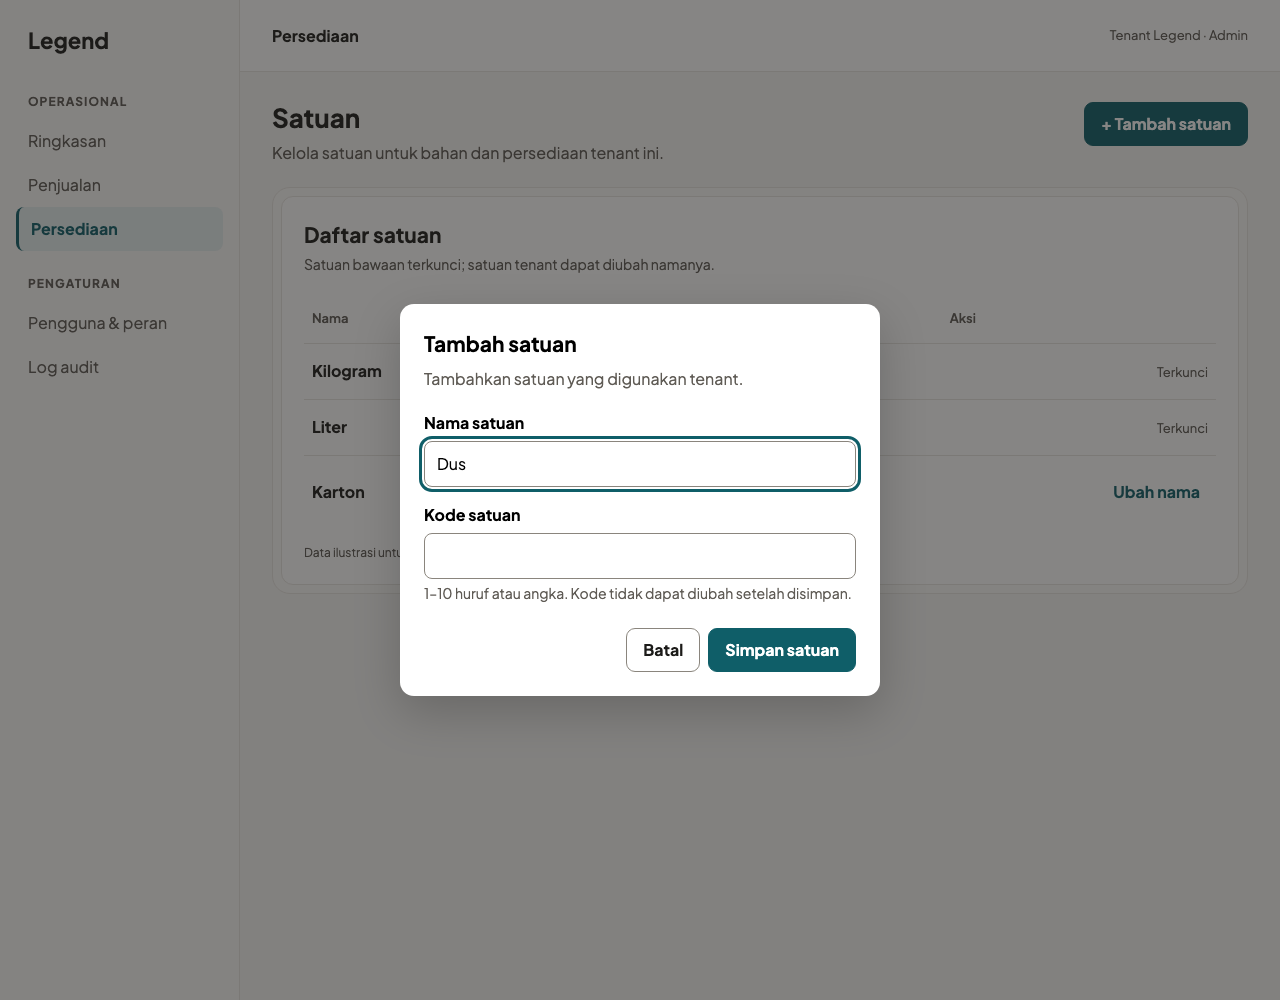 Legend
OPERASIONAL
Ringkasan
Penjualan
Persediaan
PENGATURAN
Pengguna & peran
Log audit
Persediaan
Tenant Legend · Admin
Satuan
Kelola satuan untuk bahan dan persediaan tenant ini.
+ Tambah satuan
Daftar satuan
Satuan bawaan terkunci; satuan tenant dapat diubah namanya.
Nama
Aksi
Kilogram
Terkunci
Liter
Terkunci
Karton
Ubah nama
Data ilustrasi
Tambah satuan
Tambahkan satuan yang digunakan tenant.
Nama satuan
Dus
Kode satuan
1–10 huruf atau angka. Kode tidak dapat diubah setelah disimpan.
Batal
Simpan satuan